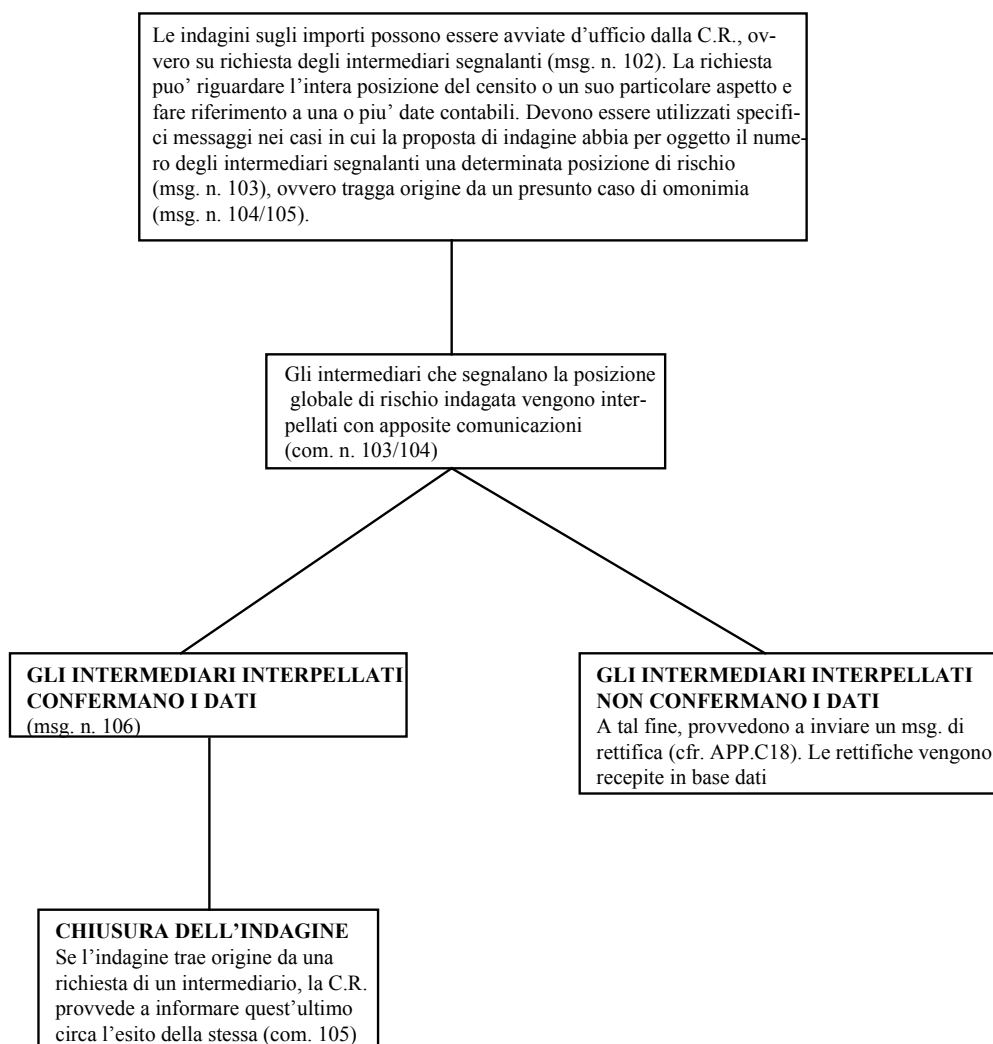 Le indagini sugli importi possono essere avviate d’ufficio dalla C.R., ov-
vero su richiesta degli intermediari segnalanti (msg. n. 102). La richiesta
puo’ riguardare l’intera posizione del censito o un suo particolare aspetto e
fare riferimento a una o piu’ date contabili. Devono essere utilizzati specifi-
ci messaggi nei casi in cui la proposta di indagine abbia per oggetto il nume-
ro degli intermediari segnalanti una determinata posizione di rischio
(msg. n. 103), ovvero tragga origine da un presunto caso di omonimia
(msg. n. 104/105).
Gli intermediari che segnalano la posizione
globale di rischio indagata vengono inter-
pellati con apposite comunicazioni
(com. n. 103/104)
GLI INTERMEDIARI INTERPELLATI
CONFERMANO I DATI
(msg. n. 106)
GLI INTERMEDIARI INTERPELLATI
NON CONFERMANO I DATI
A tal fine, provvedono a inviare un msg. di
rettifica (cfr. APP.C18). Le rettifiche vengono
recepite in base dati
CHIUSURA DELL’INDAGINE
Se l’indagine trae origine da una
richiesta di un intermediario, la C.R.
provvede a informare quest’ultimo
circa l’esito della stessa (com. 105)